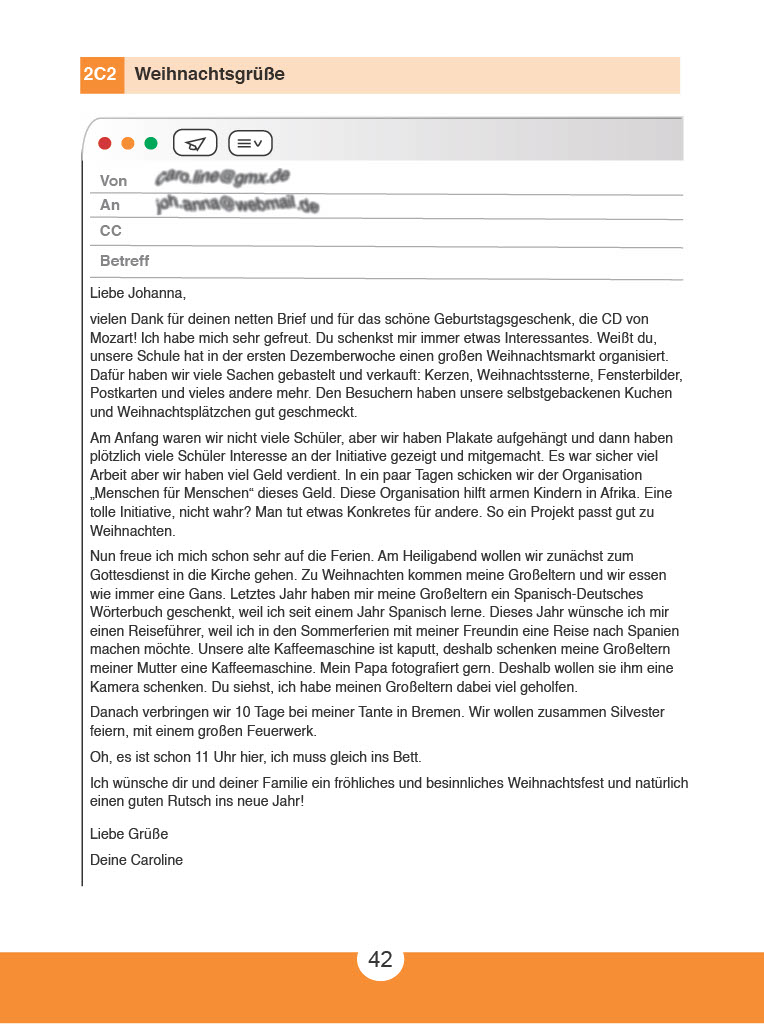 2C2 Weihnachtsgrüße
Von caro.line@gmx.de
An joh.anna@webmail.de
CC
Betreff
Liebe Johanna,
vielen Dank für deinen netten Brief und für das schöne Geburtstagsgeschenk, die CD von
Mozart! Ich habe mich sehr gefreut. Du schenkst mir immer etwas Interessantes. Weißt du,
unsere Schule hat in der ersten Dezemberwoche einen großen Weihnachtsmarkt organisiert.
Dafür haben wir viele Sachen gebastelt und verkauft: Kerzen, Weihnachtssterne, Fensterbilder,
Postkarten und vieles andere mehr. Den Besuchern haben unsere selbstgebackenen Kuchen
und Weihnachtsplätzchen gut geschmeckt.
Am Anfang waren wir nicht viele Schüler, aber wir haben Plakate aufgehängt und dann haben
plötzlich viele Schüler Interesse an der Initiative gezeigt und mitgemacht. Es war sicher viel
Arbeit aber wir haben viel Geld verdient. In ein paar Tagen schicken wir der Organisation
„Menschen für Menschen“ dieses Geld. Diese Organisation hilft armen Kindern in Afrika. Eine
tolle Initiative, nicht wahr? Man tut etwas Konkretes für andere. So ein Projekt passt gut zu
Weihnachten.
Nun freue ich mich schon sehr auf die Ferien. Am Heiligabend wollen wir zunächst zum
Gottesdienst in die Kirche gehen. Zu Weihnachten kommen meine Großeltern und wir essen
wie immer eine Gans. Letztes Jahr haben mir meine Großeltern ein Spanisch-Deutsches
Wörterbuch geschenkt, weil ich seit einem Jahr Spanisch lerne. Dieses Jahr wünsche ich mir
einen Reiseführer, weil ich in den Sommerferien mit meiner Freundin eine Reise nach Spanien
machen möchte. Unsere alte Kaffeemaschine ist kaputt, deshalb schenken meine Großeltern
meiner Mutter eine Kaffeemaschine. Mein Papa fotografiert gern. Deshalb wollen sie ihm eine
Kamera schenken. Du siehst, ich habe meinen Großeltern dabei viel geholfen.
Danach verbringen wir 10 Tage bei meiner Tante in Bremen. Wir wollen zusammen Silvester
feiern, mit einem großen Feuerwerk.
Oh, es ist schon 11 Uhr hier, ich muss gleich ins Bett.
Ich wünsche dir und deiner Familie ein fröhliches und besinnliches Weihnachtsfest und natürlich
einen guten Rutsch ins neue Jahr!
Liebe Grüße
Deine Caroline
42